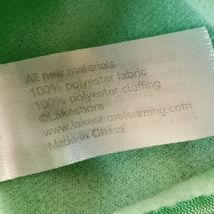 All new materials
100% polyester fabric
100% polyester stuffing
©Lakeshore
www.lakeshorelearning.com
Made in China